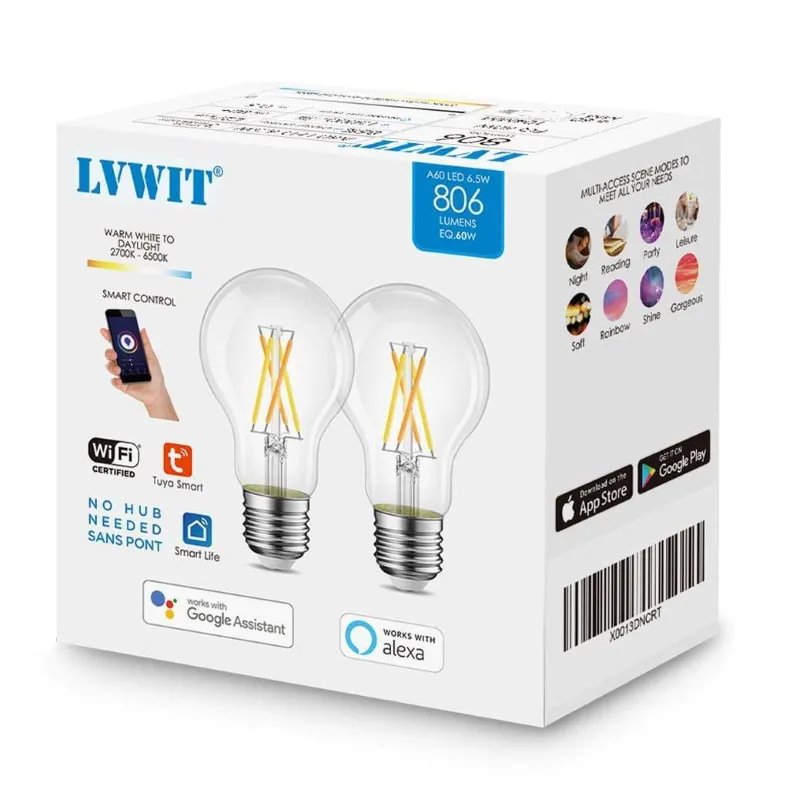 LVWIT®
A60 LED 6.5W
806
LUMENS
EQ.60W
WARM WHITE TO
DAYLIGHT
2700K - 6500K
SMART CONTROL
WiFi
CERTIFIED
Tuya Smart
NO HUB
NEEDED
SANS PONT
Smart Life
works with
Google Assistant
WORKS WITH
alexa
MULTI-ACCESS SCENE MODES TO
MEET ALL YOUR NEEDS
Night Reading Party Leisure
Soft Rainbow Shine Gorgeous
Download on the
App Store
GET IT ON
Google Play
X0013DNCRT
806
LVWIT